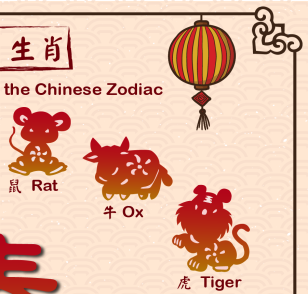 生肖
the Chinese Zodiac
鼠 Rat
牛 Ox
虎 Tiger